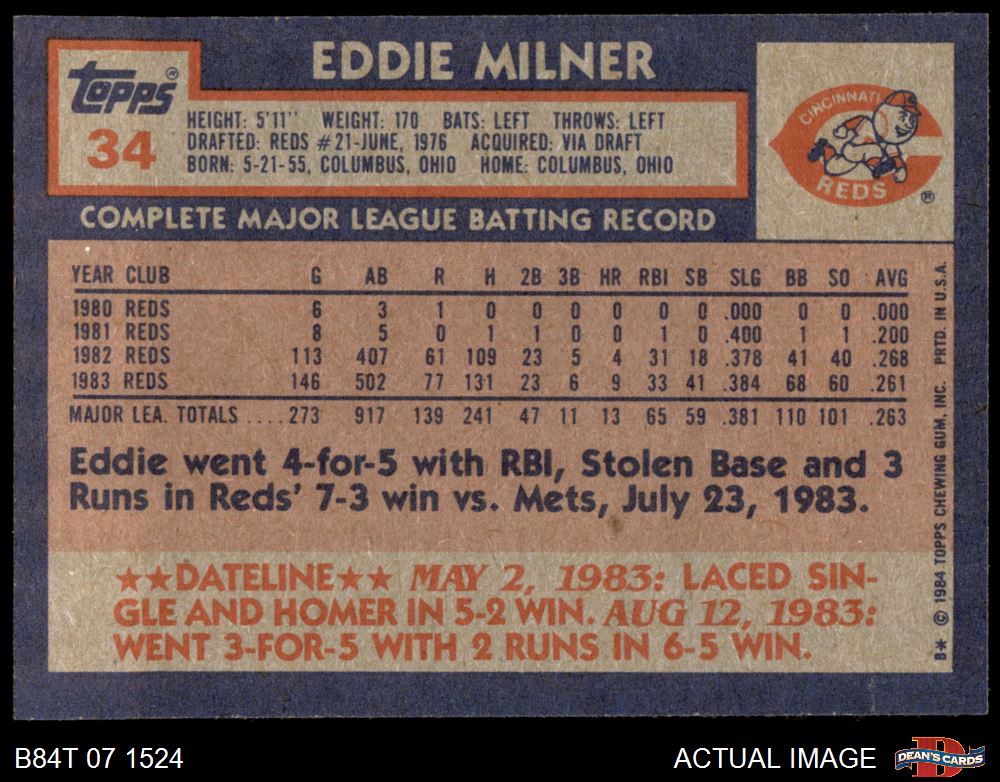 EDDIE MILNER
TOPPS ®
34
HEIGHT: 5'11" WEIGHT: 170 BATS: LEFT THROWS: LEFT
DRAFTED: REDS #21-JUNE, 1976 ACQUIRED: VIA DRAFT
BORN: 5-21-55, COLUMBUS, OHIO HOME: COLUMBUS, OHIO
CINCINNATI
REDS
®
COMPLETE MAJOR LEAGUE BATTING RECORD
YEAR CLUB G AB R H 2B 3B HR RBI SB SLG BB SO AVG
1980 REDS 6 3 1 0 0 0 0 0 0 .000 0 0 .000
1981 REDS 8 5 0 1 1 0 0 1 0 .400 1 1 .200
1982 REDS 113 407 61 109 23 5 4 31 18 .378 41 40 .268
1983 REDS 146 502 77 131 23 6 9 33 41 .384 68 60 .261
MAJOR LEA. TOTALS .... 273 917 139 241 47 11 13 65 59 .381 110 101 .263
Eddie went 4-for-5 with RBI, Stolen Base and 3
Runs in Reds' 7-3 win vs. Mets, July 23, 1983.
★★DATELINE★★ MAY 2, 1983: LACED SIN-
GLE AND HOMER IN 5-2 WIN. AUG 12, 1983:
WENT 3-FOR-5 WITH 2 RUNS IN 6-5 WIN.
B* © 1984 TOPPS CHEWING GUM, INC. PRTD. IN U.S.A.
B84T 07 1524
ACTUAL IMAGE
D
DEAN'S CARDS